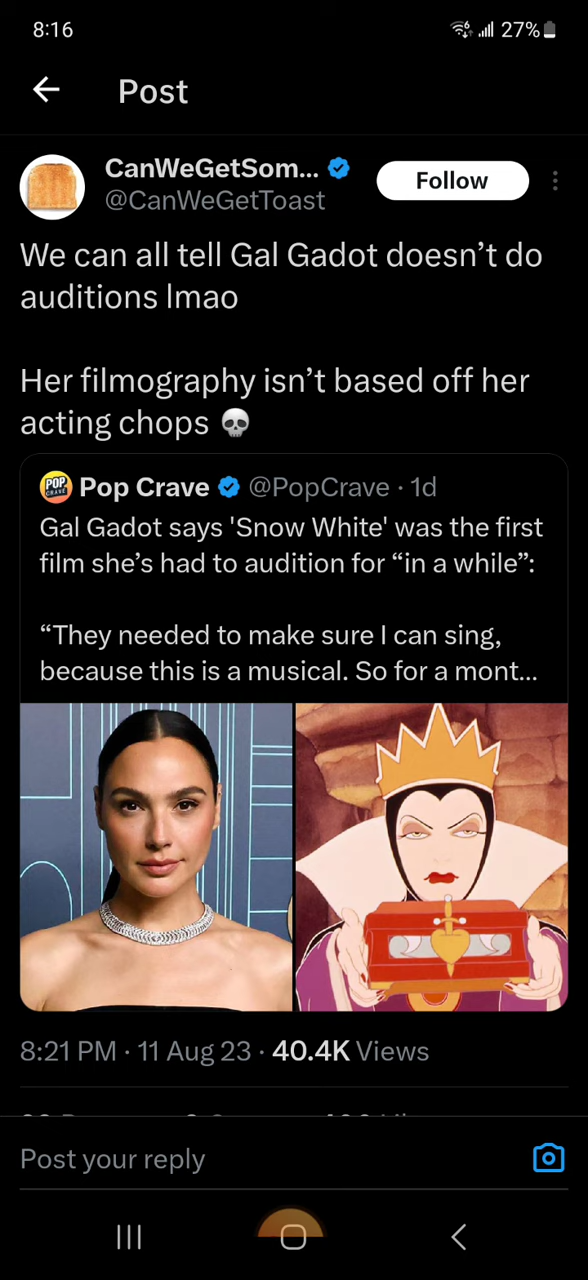 8:16
27%
Post
CanWeGetSom...
@CanWeGetToast
Follow
We can all tell Gal Gadot doesn’t do
auditions lmao
Her filmography isn’t based off her
acting chops 💀
POP
CRAVE
Pop Crave @PopCrave · 1d
Gal Gadot says 'Snow White' was the first
film she’s had to audition for “in a while”:
“They needed to make sure I can sing,
because this is a musical. So for a mont...
8:21 PM · 11 Aug 23 · 40.4K Views
Post your reply